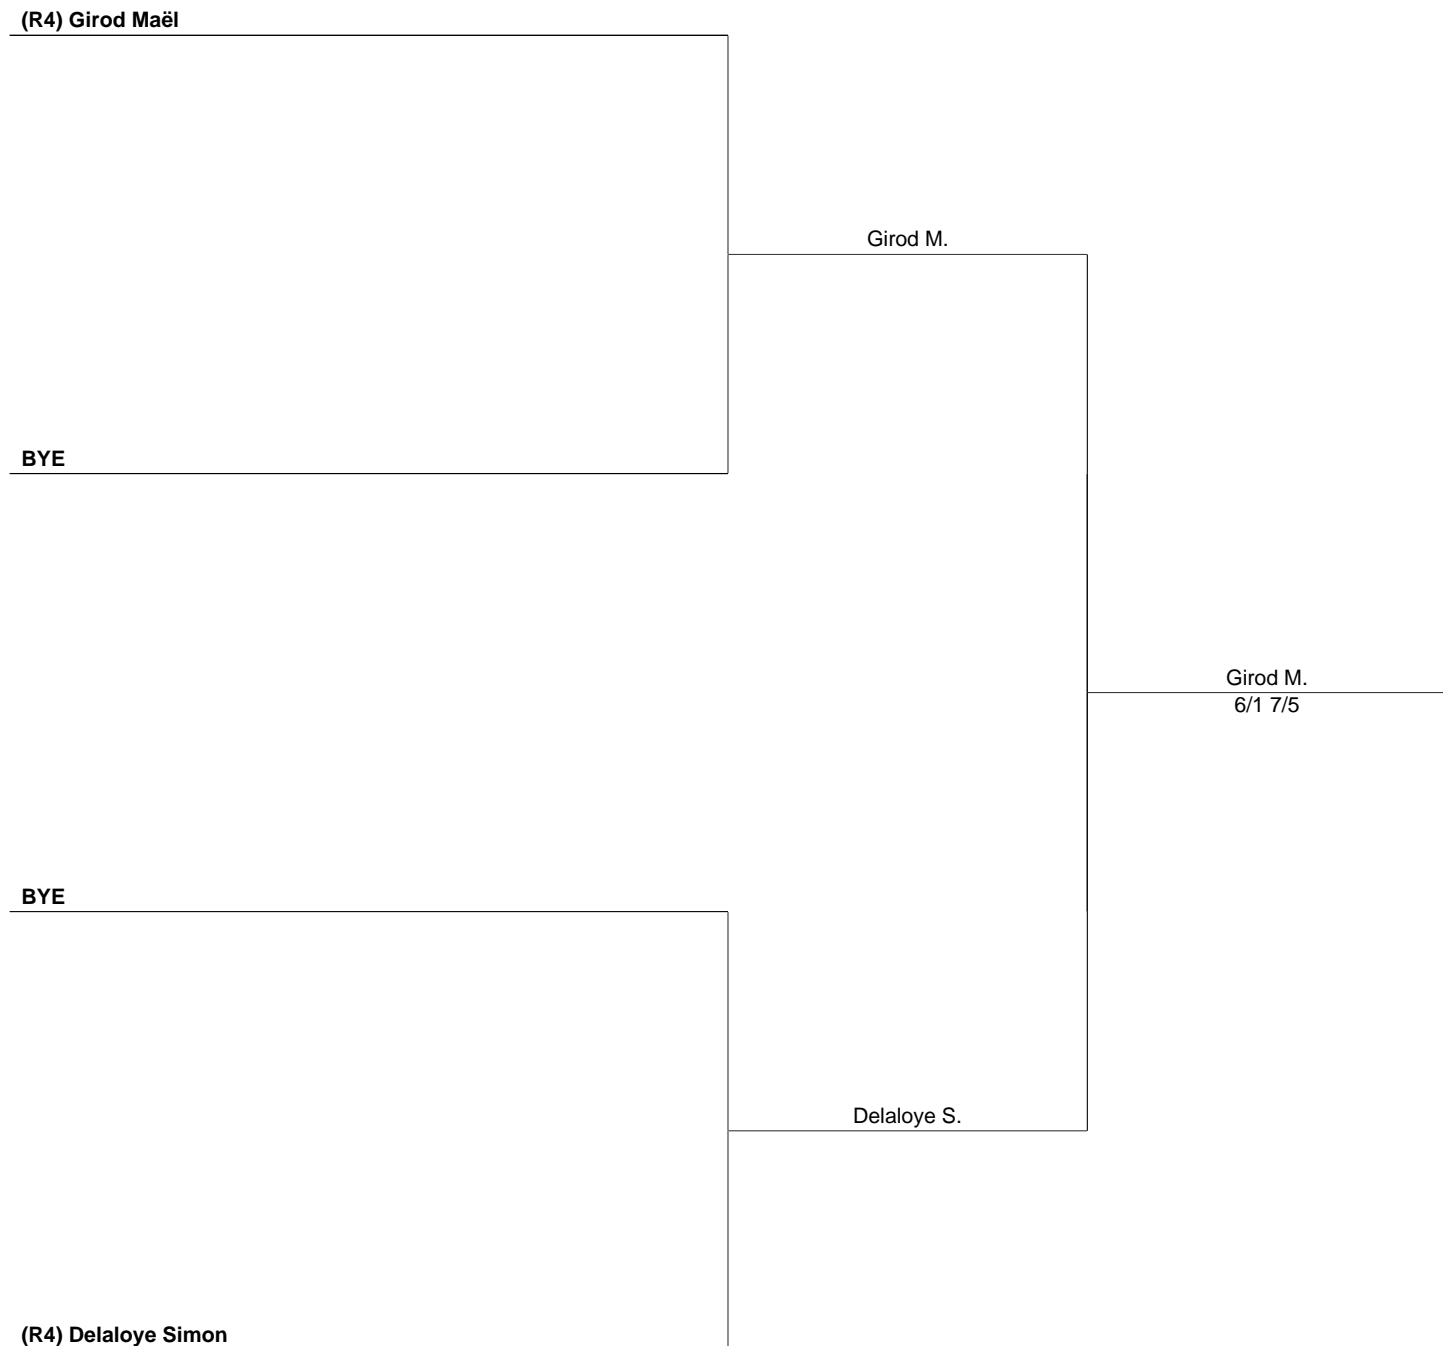 (R4) Girod Maël
Girod M.
BYE
Girod M.
6/1 7/5
BYE
Delaloye S.
(R4) Delaloye Simon